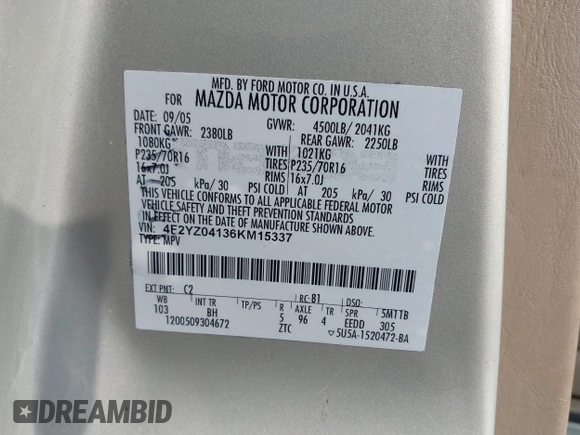 MFD. BY FORD MOTOR CO. IN U.S.A.
FOR MAZDA MOTOR CORPORATION
DATE: 09/05 GVWR: 4500LB/ 2041KG
FRONT GAWR: 2380LB REAR GAWR: 2250LB
1080KG WITH 1021KG WITH
P235/70R16 TIRES P235/70R16 TIRES
16x7.0J RIMS 16x7.0J RIMS
AT 205 kPa/ 30 PSI COLD AT 205 kPa/ 30 PSI COLD
THIS VEHICLE CONFORMS TO ALL APPLICABLE FEDERAL MOTOR
VEHICLE SAFETY AND THEFT PREVENTION STANDARDS
IN EFFECT ON THE DATE OF MANUFACTURE SHOWN ABOVE.
VIN: 4F2YZ04136KM15337
TYPE: MPV
EXT PNT: C2 RC: 81 DSO:
WB INT TR TP/PS R AXLE TR SPR 5M1TB
103 BH 5 96 4 EEDD 305
1200509304672 ZTC 5U5A-1520472-BA
DREAMBID